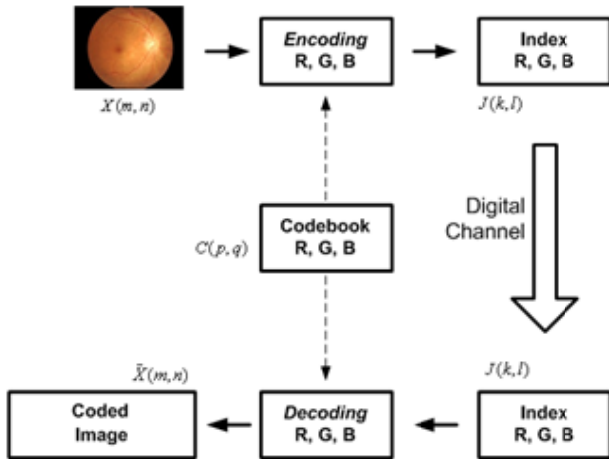 Encoding
R, G, B
Index
R, G, B
X(m,n)
J(k,l)
Codebook
R, G, B
C(p,q)
Digital
Channel
X̃(m,n)
J(k,l)
Coded
Image
Decoding
R, G, B
Index
R, G, B